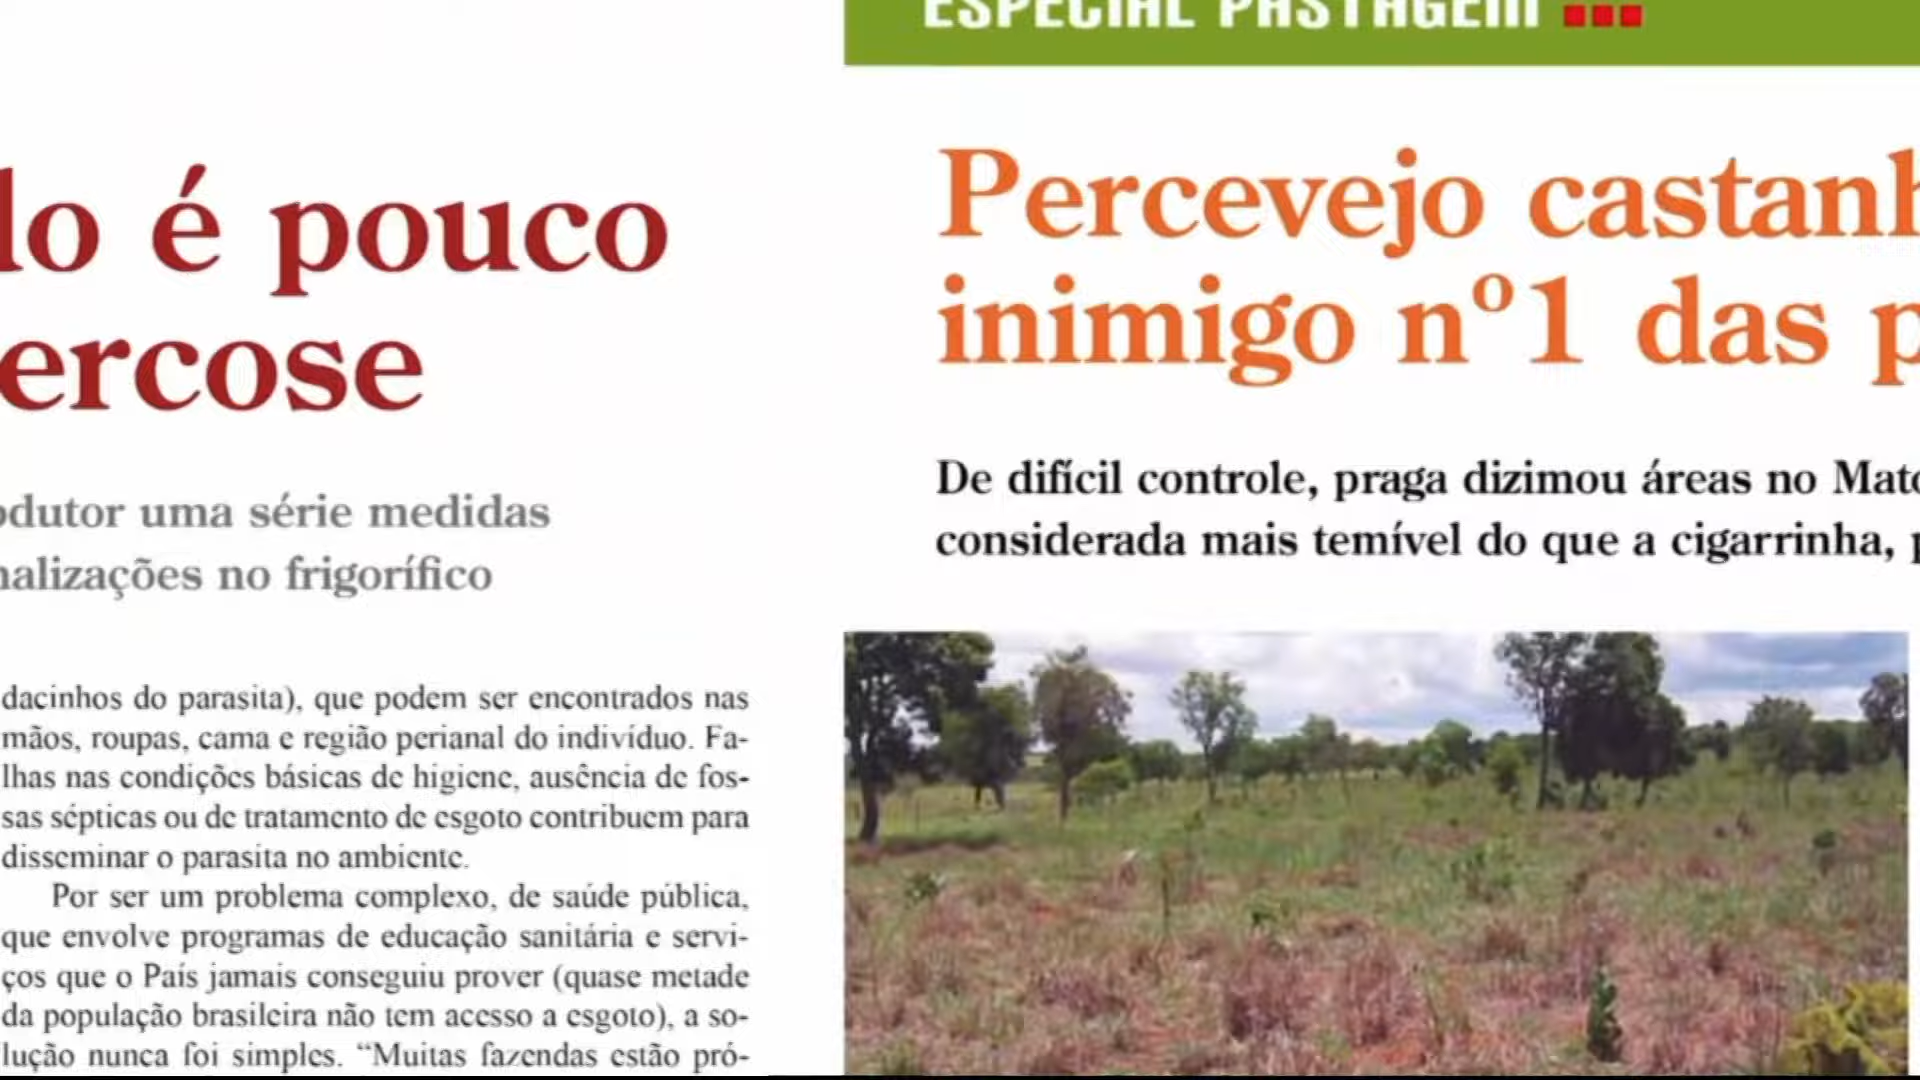 lo é pouco
ercose
odutor uma série medidas
nalizações no frigorífico
dacinhos do parasita), que podem ser encontrados nas
mãos, roupas, cama e região perianal do indivíduo. Fa-
lhas nas condições básicas de higiene, ausência de fos-
sas sépticas ou de tratamento de esgoto contribuem para
disseminar o parasita no ambiente.
Por ser um problema complexo, de saúde pública,
que envolve programas de educação sanitária e servi-
ços que o País jamais conseguiu prover (quase metade
da população brasileira não tem acesso a esgoto), a so-
lução nunca foi simples. “Muitas fazendas estão pró-
ESPECIAL PASTAGEM
Percevejo castanh
inimigo nº1 das p
De difícil controle, praga dizimou áreas no Mato
considerada mais temível do que a cigarrinha, p